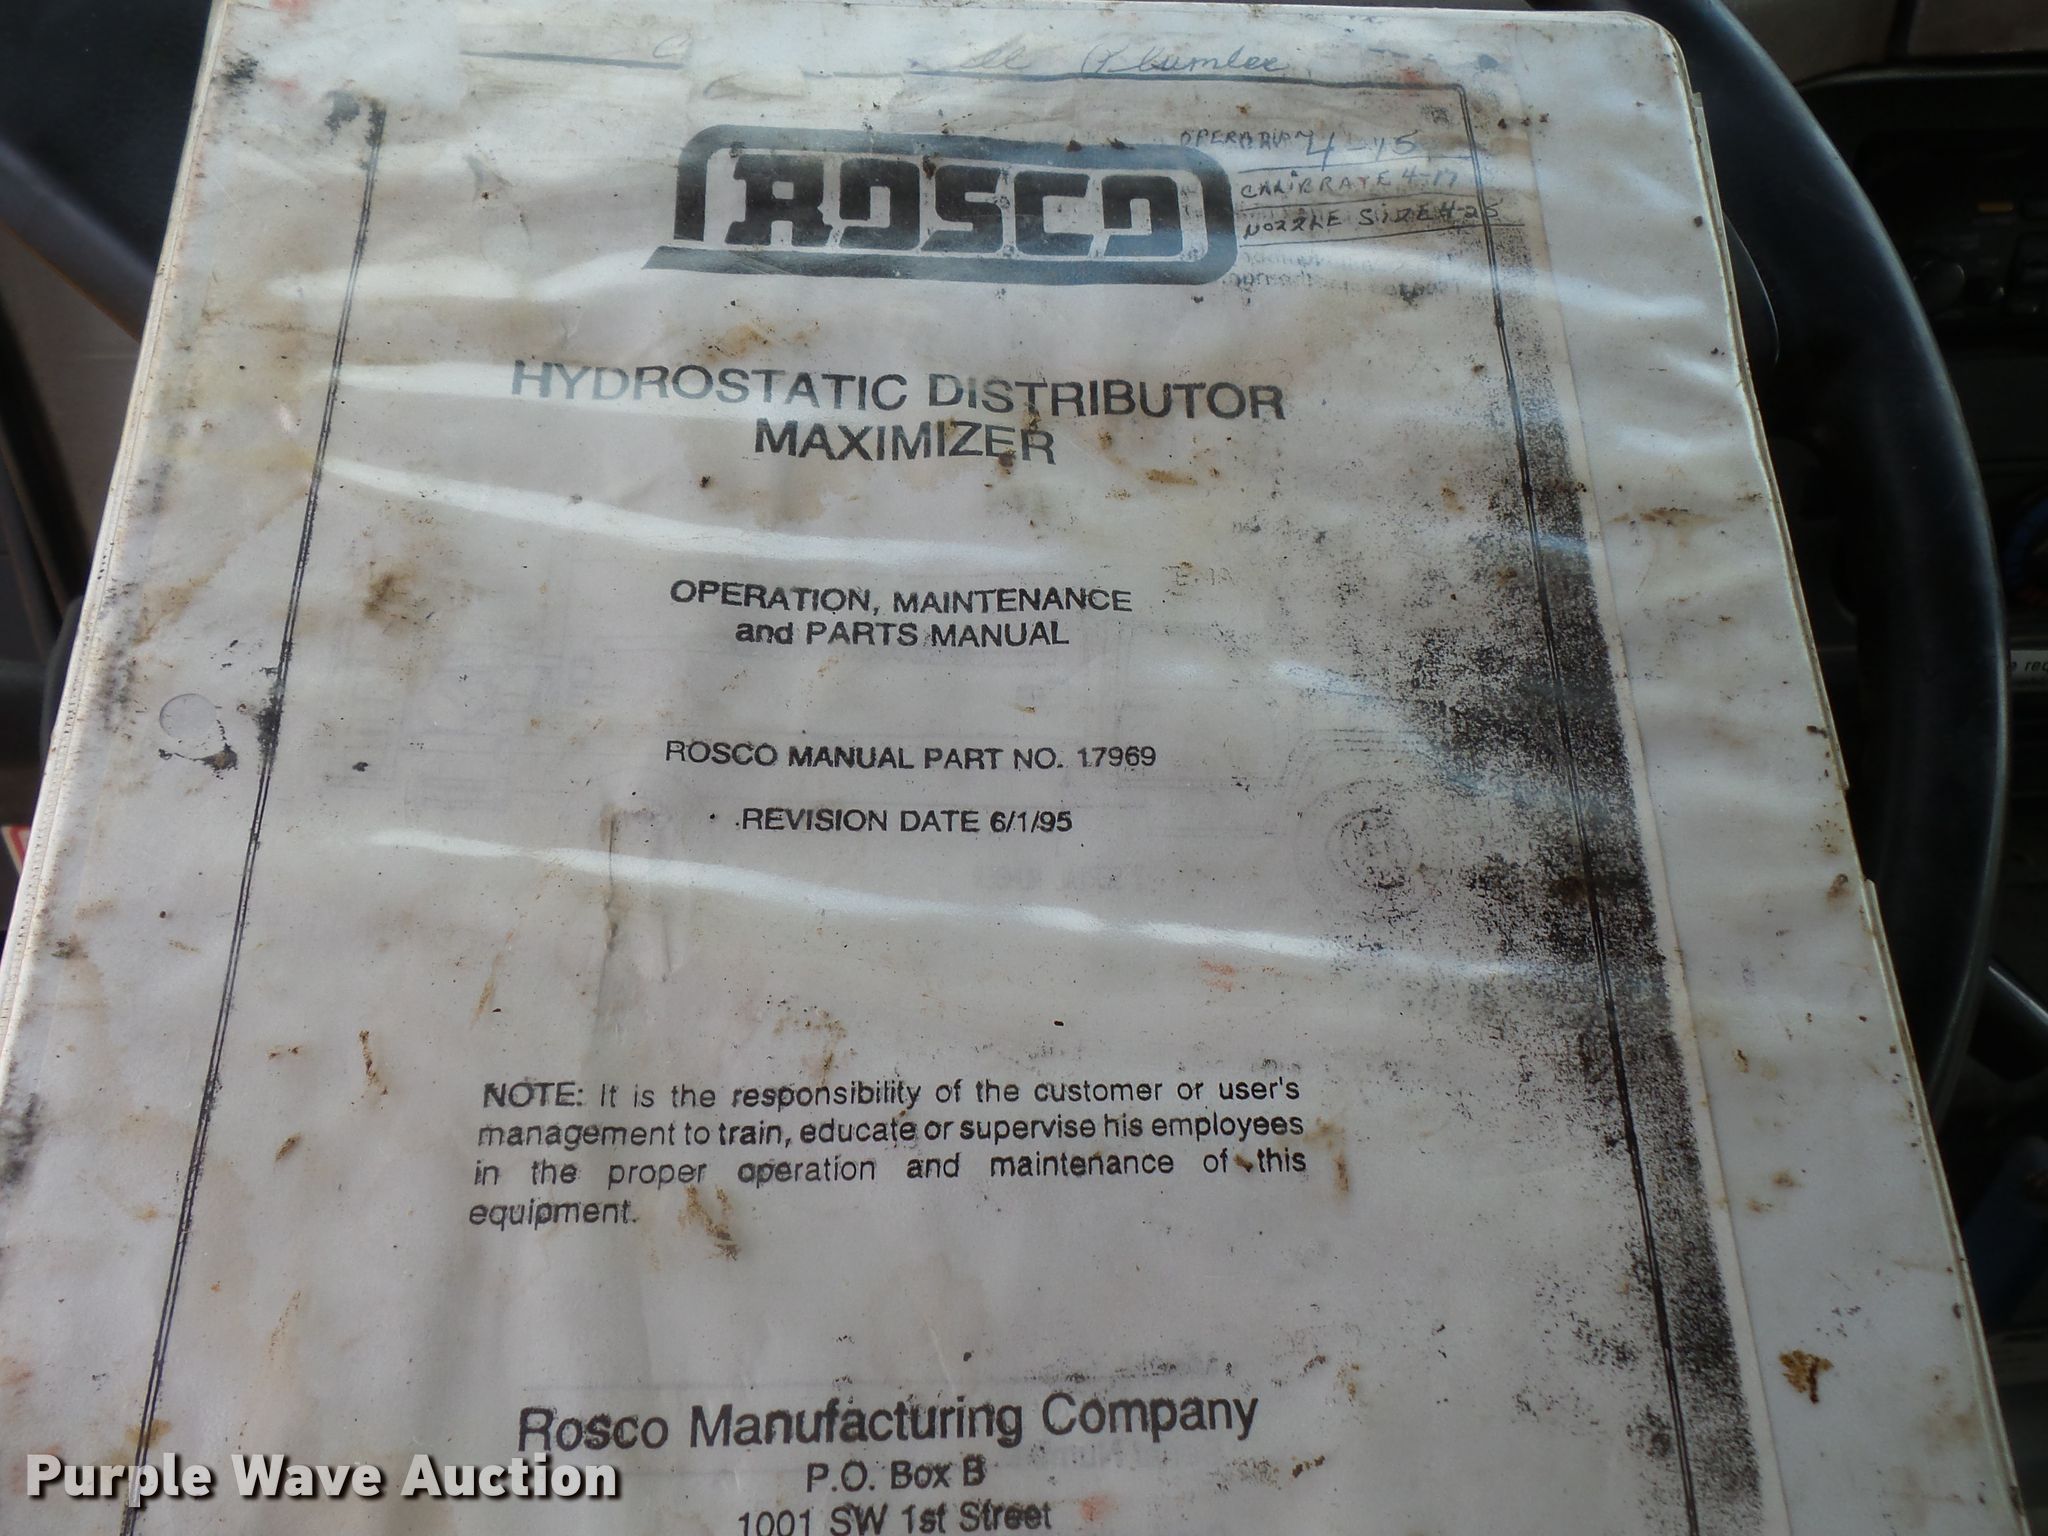 Plumlee
ROSCO
OPERATION 4-15
CALIBRATE 4-17
NOZZLE SIZE 4-25
HYDROSTATIC DISTRIBUTOR
MAXIMIZER
OPERATION, MAINTENANCE
and PARTS MANUAL
ROSCO MANUAL PART NO. 17969
REVISION DATE 6/1/95
NOTE: It is the responsibility of the customer or user's
management to train, educate or supervise his employees
in the proper operation and maintenance of this
equipment.
Rosco Manufacturing Company
P.O. Box B
1001 SW 1st Street
Purple Wave Auction